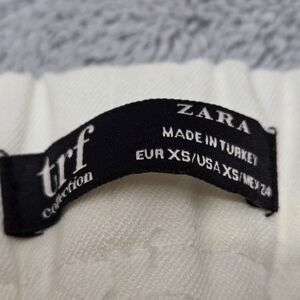 trf
Collection
ZARA
MADE IN TURKEY
EUR XS/USA XS/MEX 24